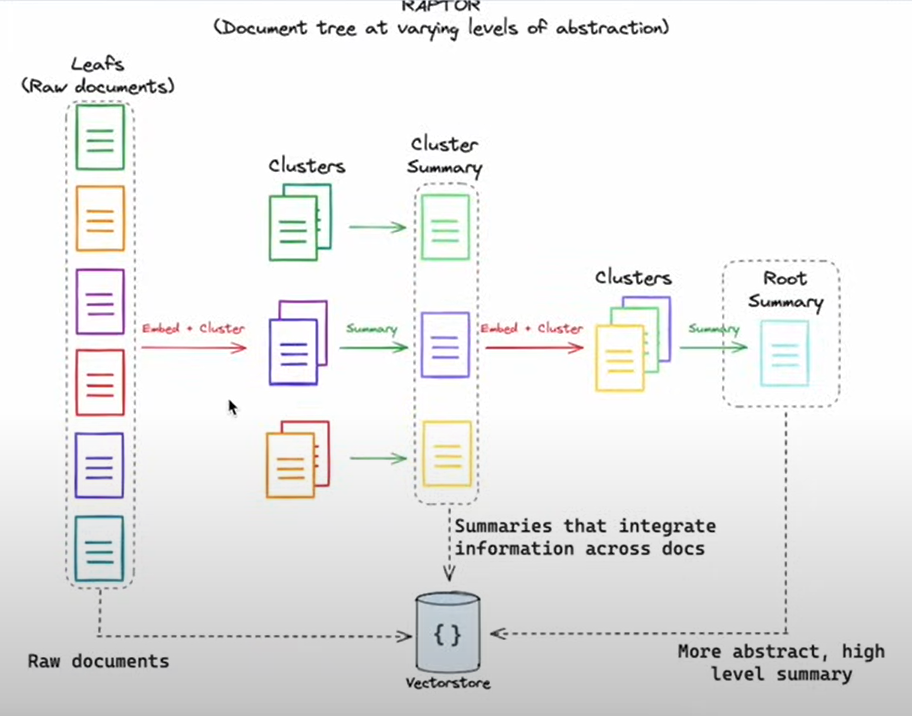 RAPTOR
(Document tree at varying levels of abstraction)
Leafs
(Raw documents)
Clusters
Cluster
Summary
Clusters
Root
Summary
Embed + Cluster
Summary
Embed + Cluster
Summary
Summaries that integrate
information across docs
{}
Vectorstore
Raw documents
More abstract, high
level summary